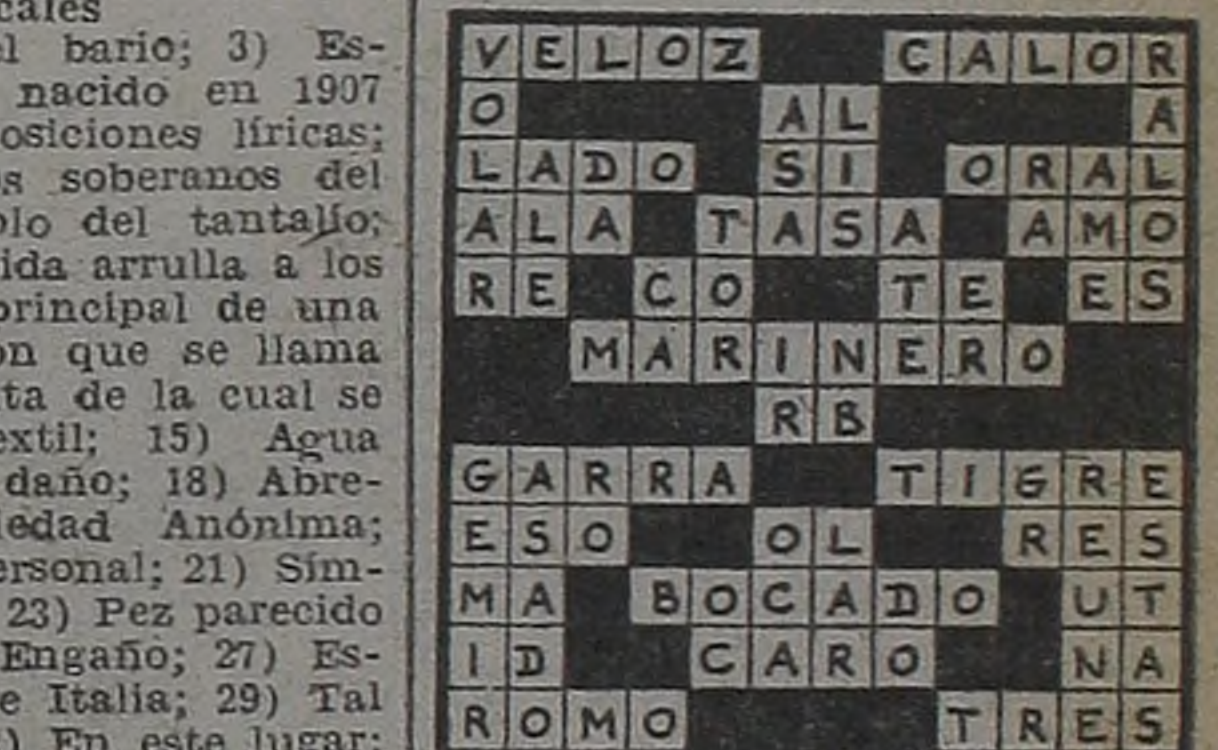 cales
el bario; 3) Es-
nacido en 1907
osiciones líricas;
s soberanos del
olo del tantalio;
ida arrulla a los
principal de una
on que se llama
ta de la cual se
extil; 15) Agua
daño; 18) Abre-
iedad Anónima;
ersonal; 21) Sím-
23) Pez parecido
Engaño; 27) Es-
e Italia; 29) Tal
) En este lugar;
VELOZ CALOR
O AL A
LADO SI ORAL
ALA TASA AMO
RE CO TE ES
MARINERO
RB
GARRA TIGRE
ESO OL RES
MA BOCADO UT
ID CARO NA
ROMO TRES